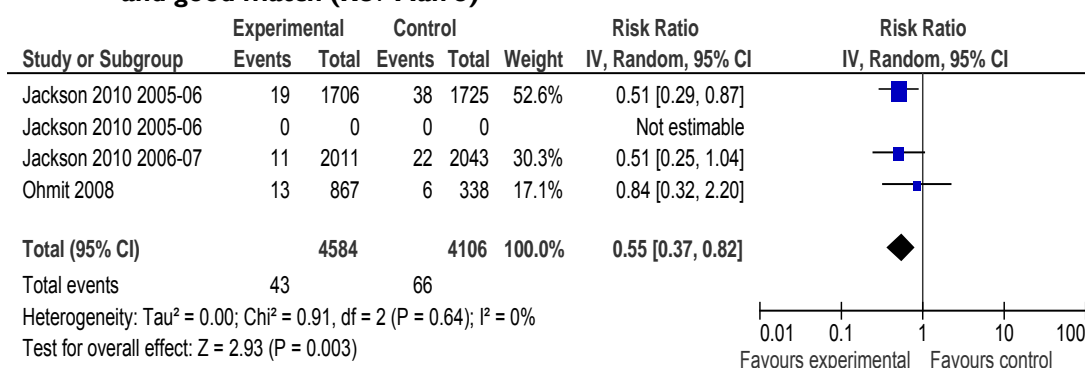 and good match (RevMan 5)
Experimental Control Risk Ratio Risk Ratio
Study or Subgroup Events Total Events Total Weight IV, Random, 95% CI IV, Random, 95% CI
Jackson 2010 2005-06 19 1706 38 1725 52.6% 0.51 [0.29, 0.87]
Jackson 2010 2005-06 0 0 0 0 Not estimable
Jackson 2010 2006-07 11 2011 22 2043 30.3% 0.51 [0.25, 1.04]
Ohmit 2008 13 867 6 338 17.1% 0.84 [0.32, 2.20]
Total (95% CI) 4584 4106 100.0% 0.55 [0.37, 0.82]
Total events 43 66
Heterogeneity: Tau² = 0.00; Chi² = 0.91, df = 2 (P = 0.64); I² = 0%
Test for overall effect: Z = 2.93 (P = 0.003)
0.01 0.1 1 10 100
Favours experimental Favours control